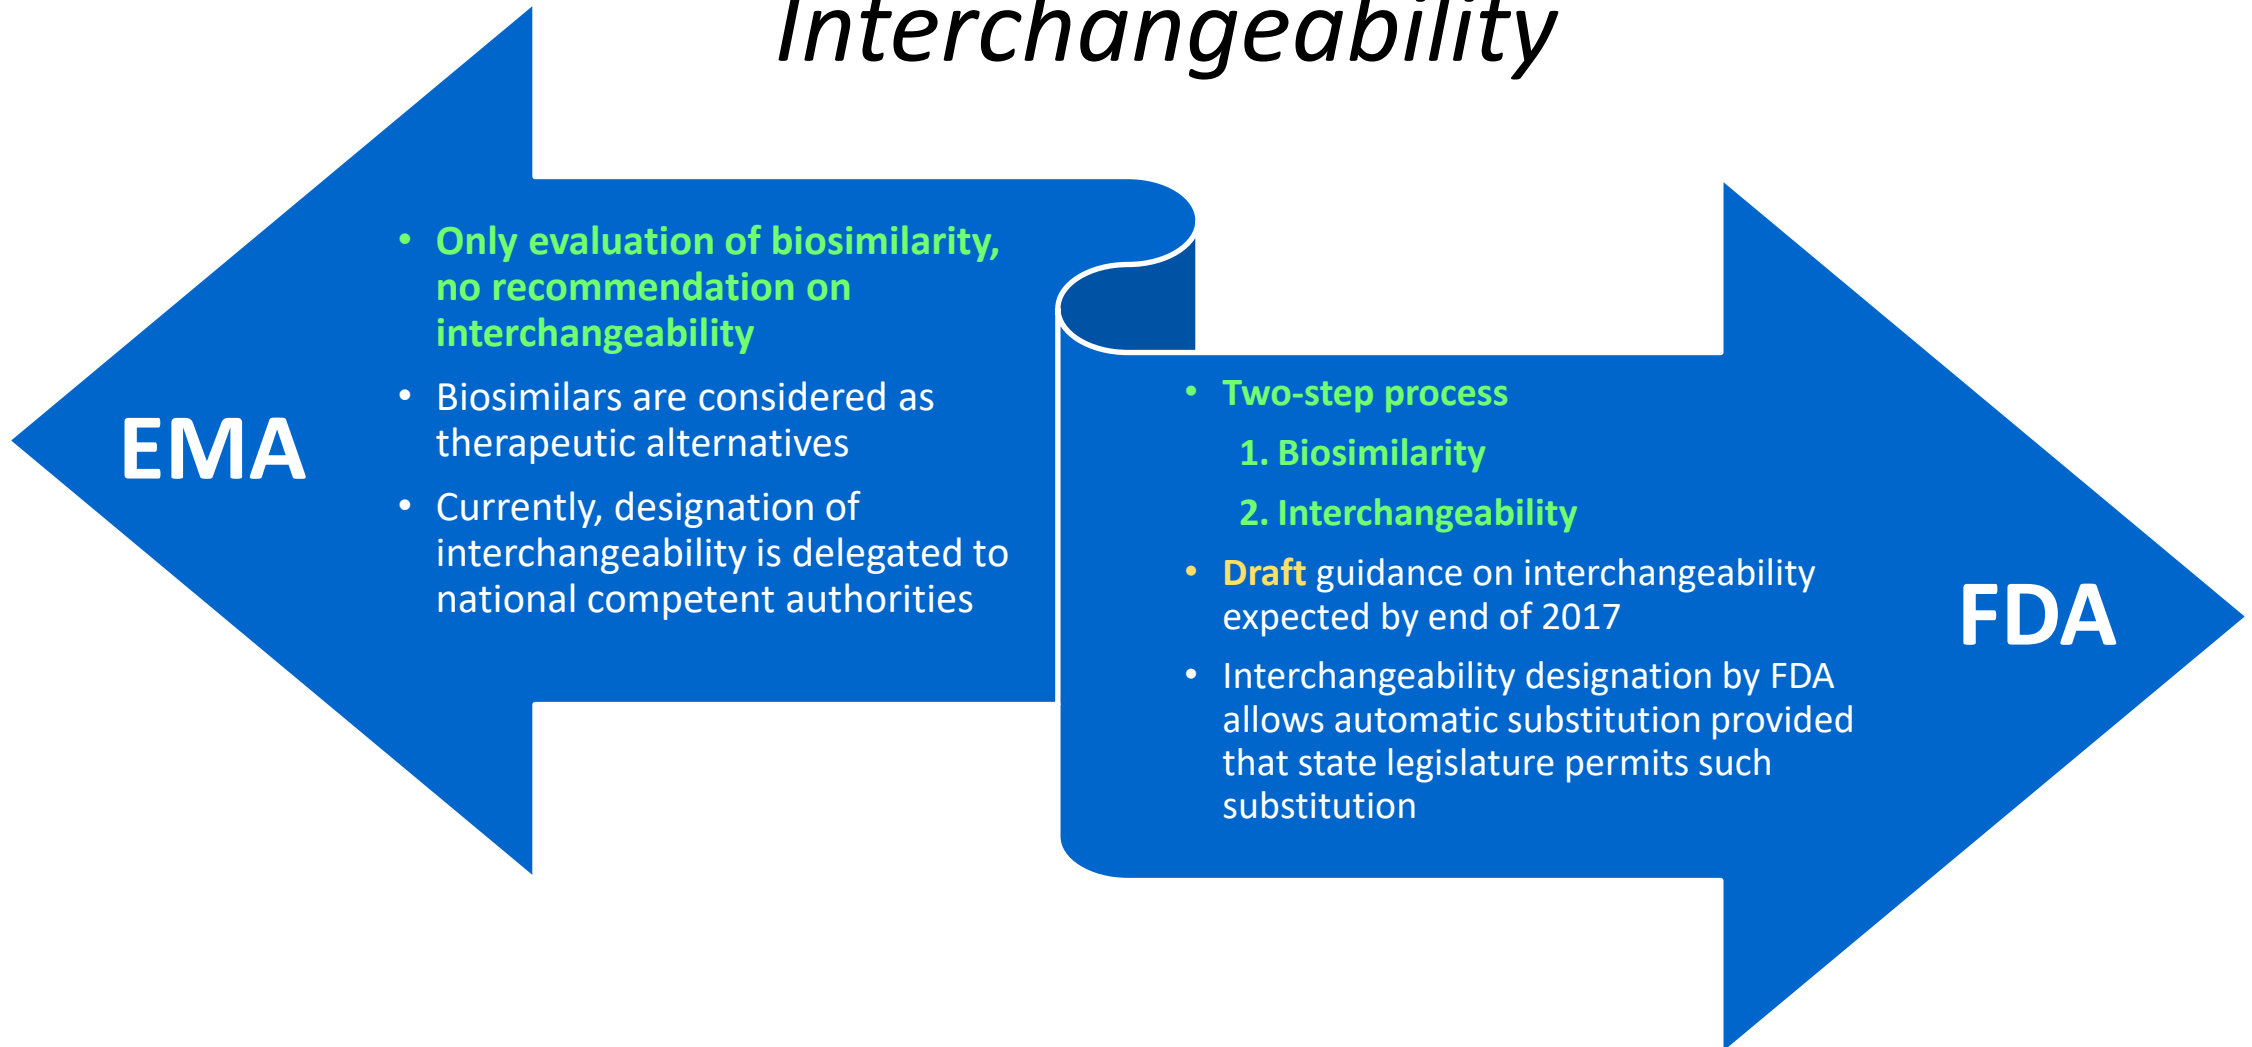 Interchangeability
EMA
• Only evaluation of biosimilarity,
no recommendation on
interchangeability
• Biosimilars are considered as
therapeutic alternatives
• Currently, designation of
interchangeability is delegated to
national competent authorities
• Two-step process
1. Biosimilarity
2. Interchangeability
• Draft guidance on interchangeability
expected by end of 2017
• Interchangeability designation by FDA
allows automatic substitution provided
that state legislature permits such
substitution
FDA